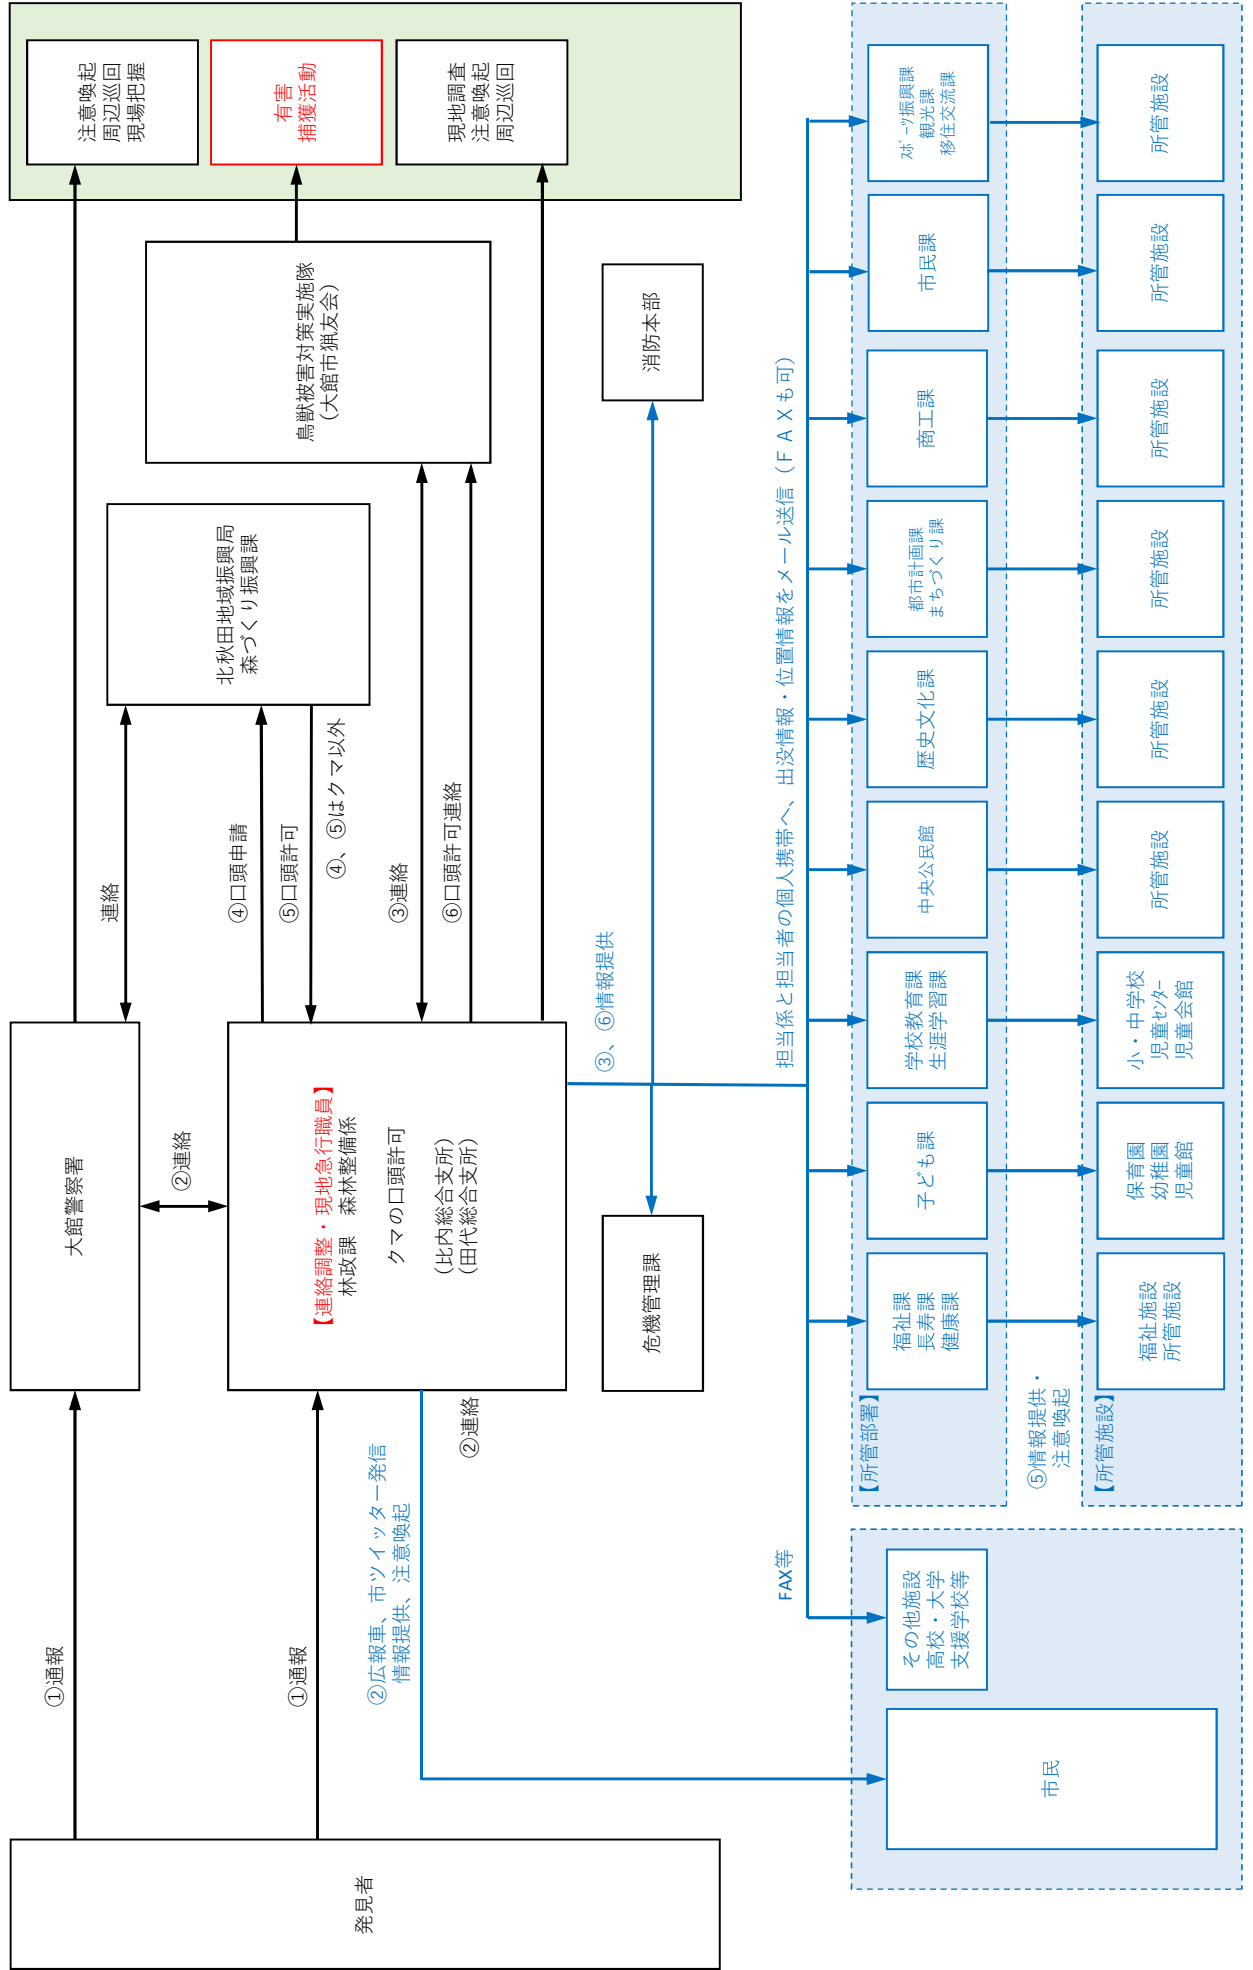 発見者
①通報
①通報
大館警察署
②連絡
【連絡調整・現地急行職員】
林政課　森林整備係
クマの口頭許可
（比内総合支所）
（田代総合支所）
②連絡
②広報車、市ツイッター発信
情報提供、注意喚起
連絡
④口頭申請
⑤口頭許可
④、⑤はクマ以外
③連絡
⑥口頭許可連絡
北秋田地域振興局
森づくり振興課
鳥獣被害対策実施隊
（大館市猟友会）
注意喚起
周辺巡回
現場把握
有害
捕獲活動
現地調査
注意喚起
周辺巡回
③、⑥情報提供
危機管理課
消防本部
FAX等
担当係と担当者の個人携帯へ、出没情報・位置情報をメール送信（ＦＡＸも可）
市民
その他施設
高校・大学
支援学校等
【所管部署】
福祉課
長寿課
健康課
子ども課
学校教育課
生涯学習課
中央公民館
歴史文化課
都市計画課
まちづくり課
商工課
市民課
ｽﾎﾟｰﾂ振興課
観光課
移住交流課
⑤情報提供・
注意喚起
【所管施設】
福祉施設
所管施設
保育園
幼稚園
児童館
小・中学校
児童ｾﾝﾀｰ
児童会館
所管施設
所管施設
所管施設
所管施設
所管施設
所管施設